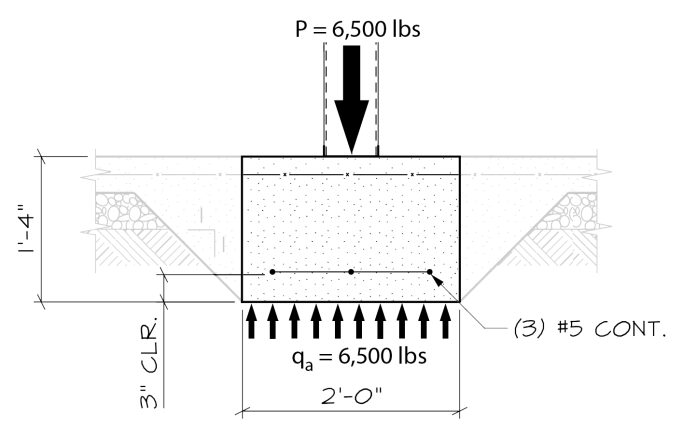 P = 6,500 lbs
1'-4"
3" CLR.
(3) #5 CONT.
qa = 6,500 lbs
2'-0"